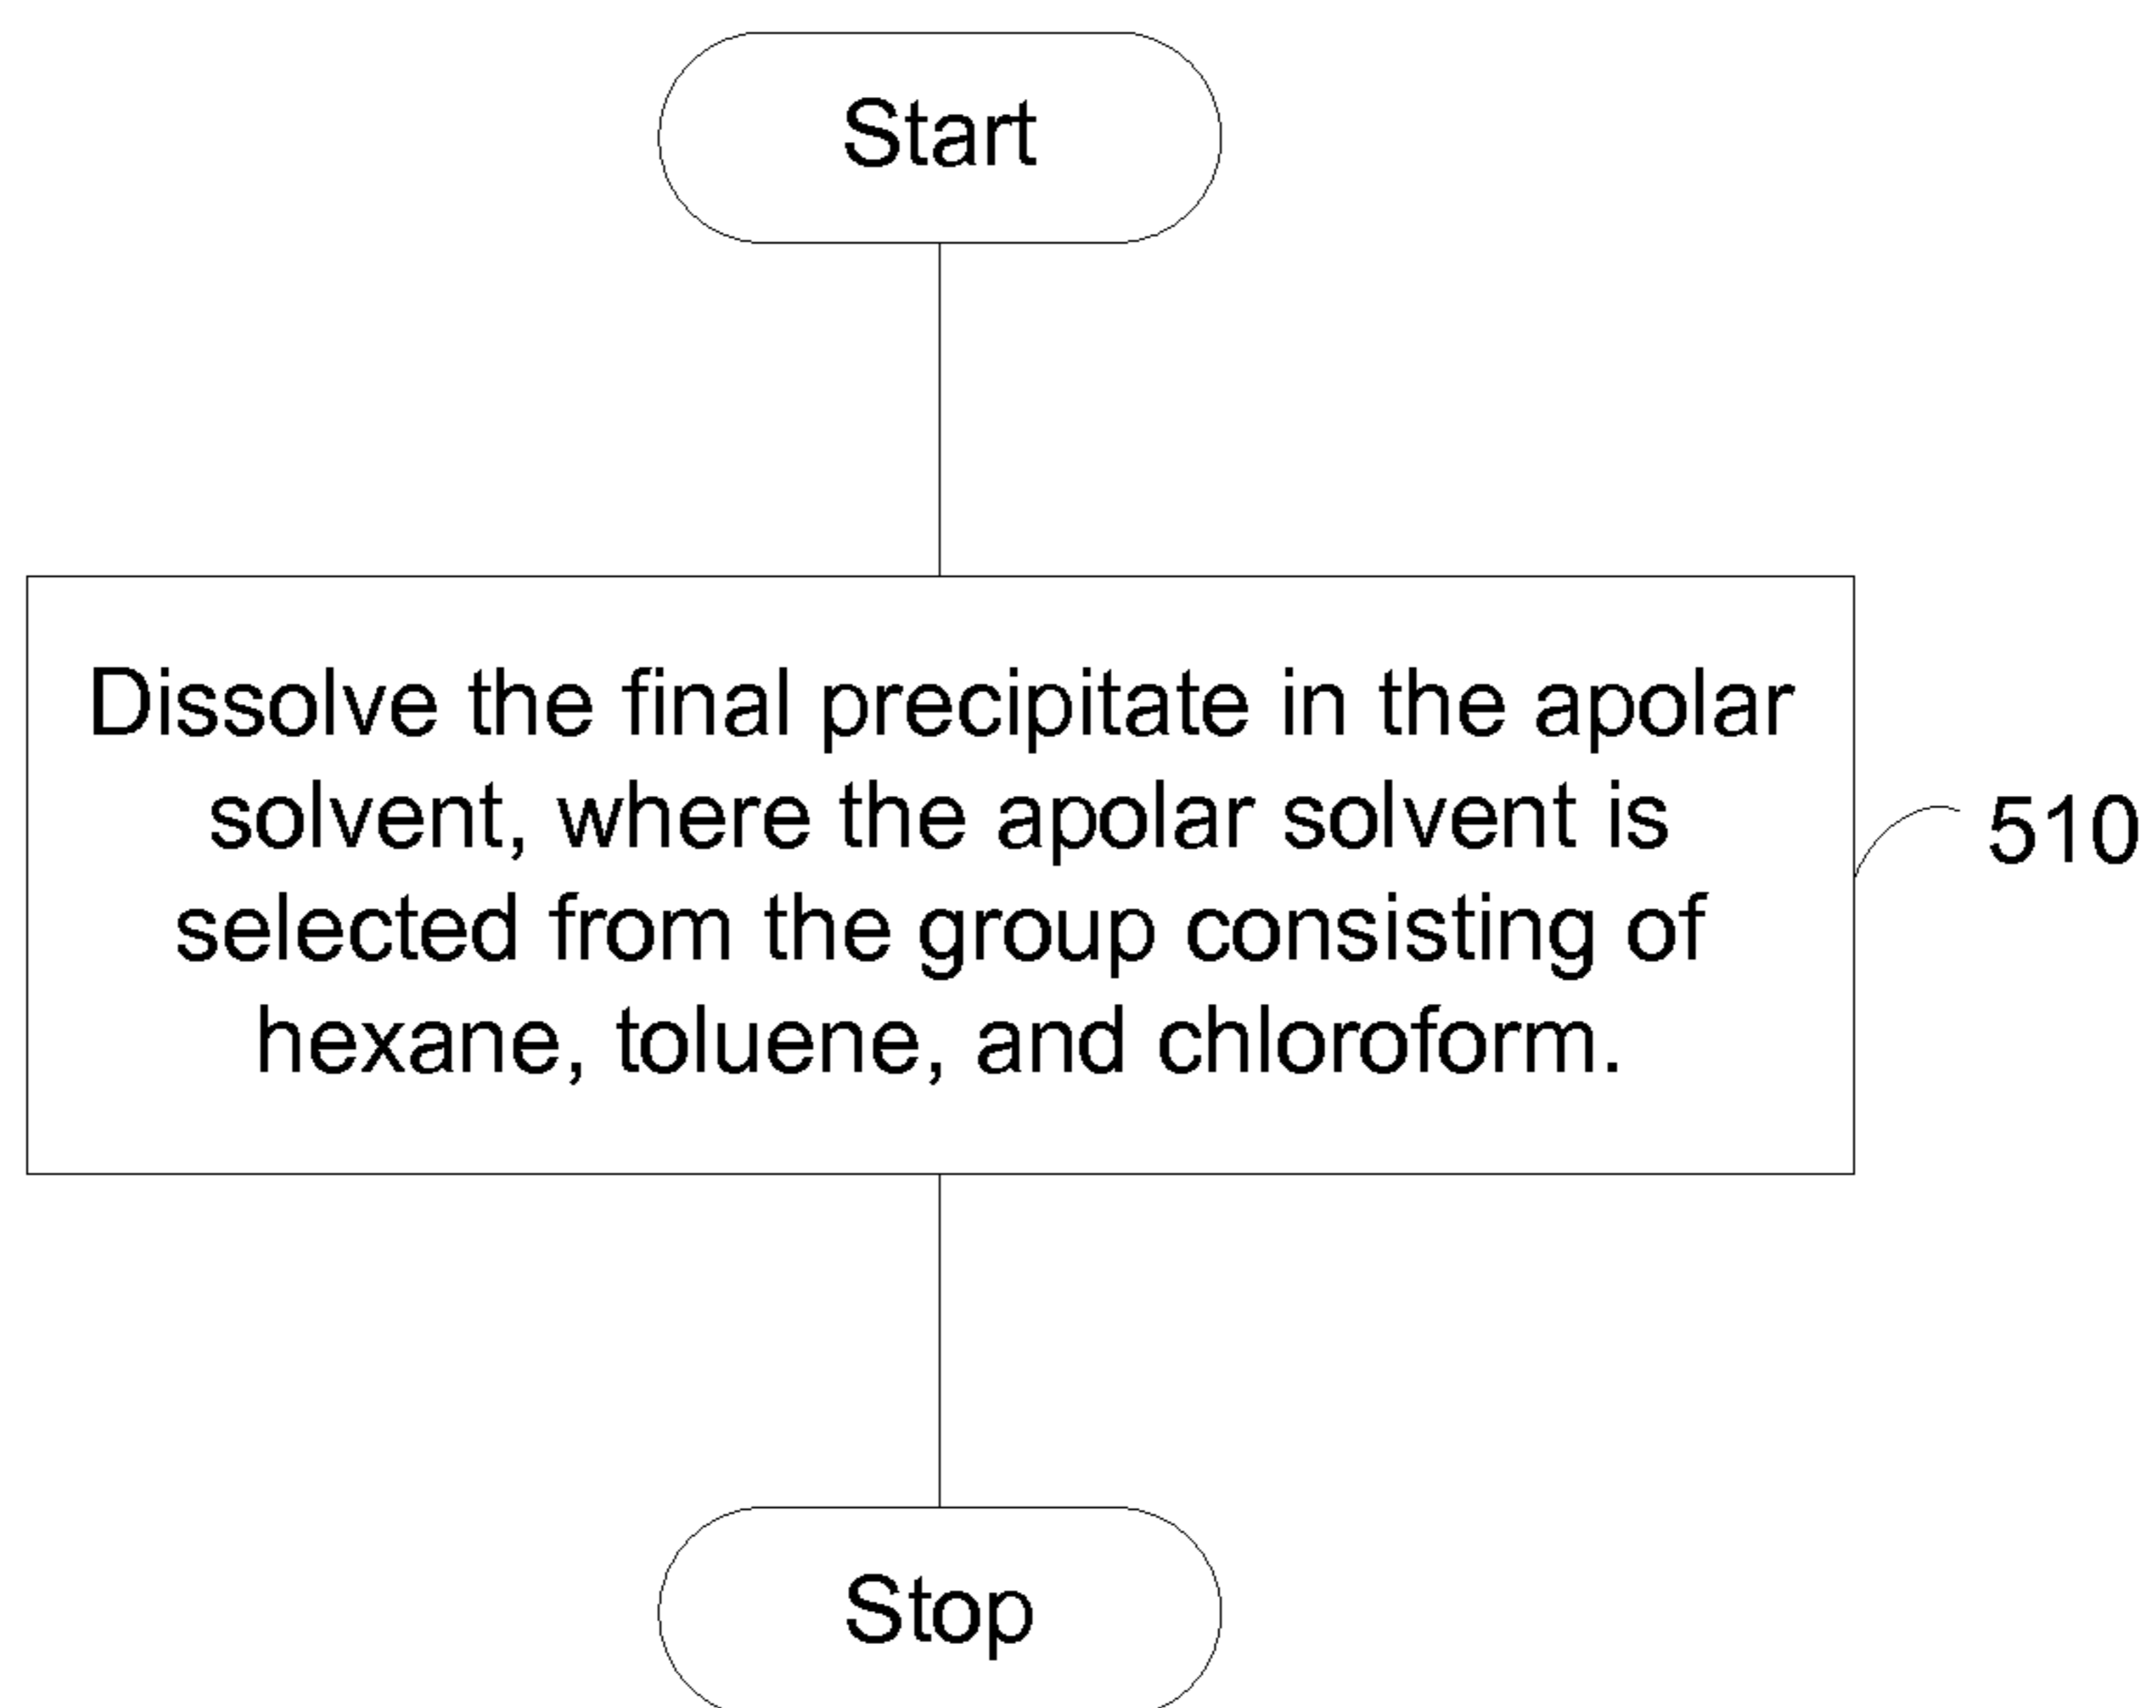 Start
Dissolve the final precipitate in the apolar
solvent, where the apolar solvent is
selected from the group consisting of
hexane, toluene, and chloroform.
510
Stop